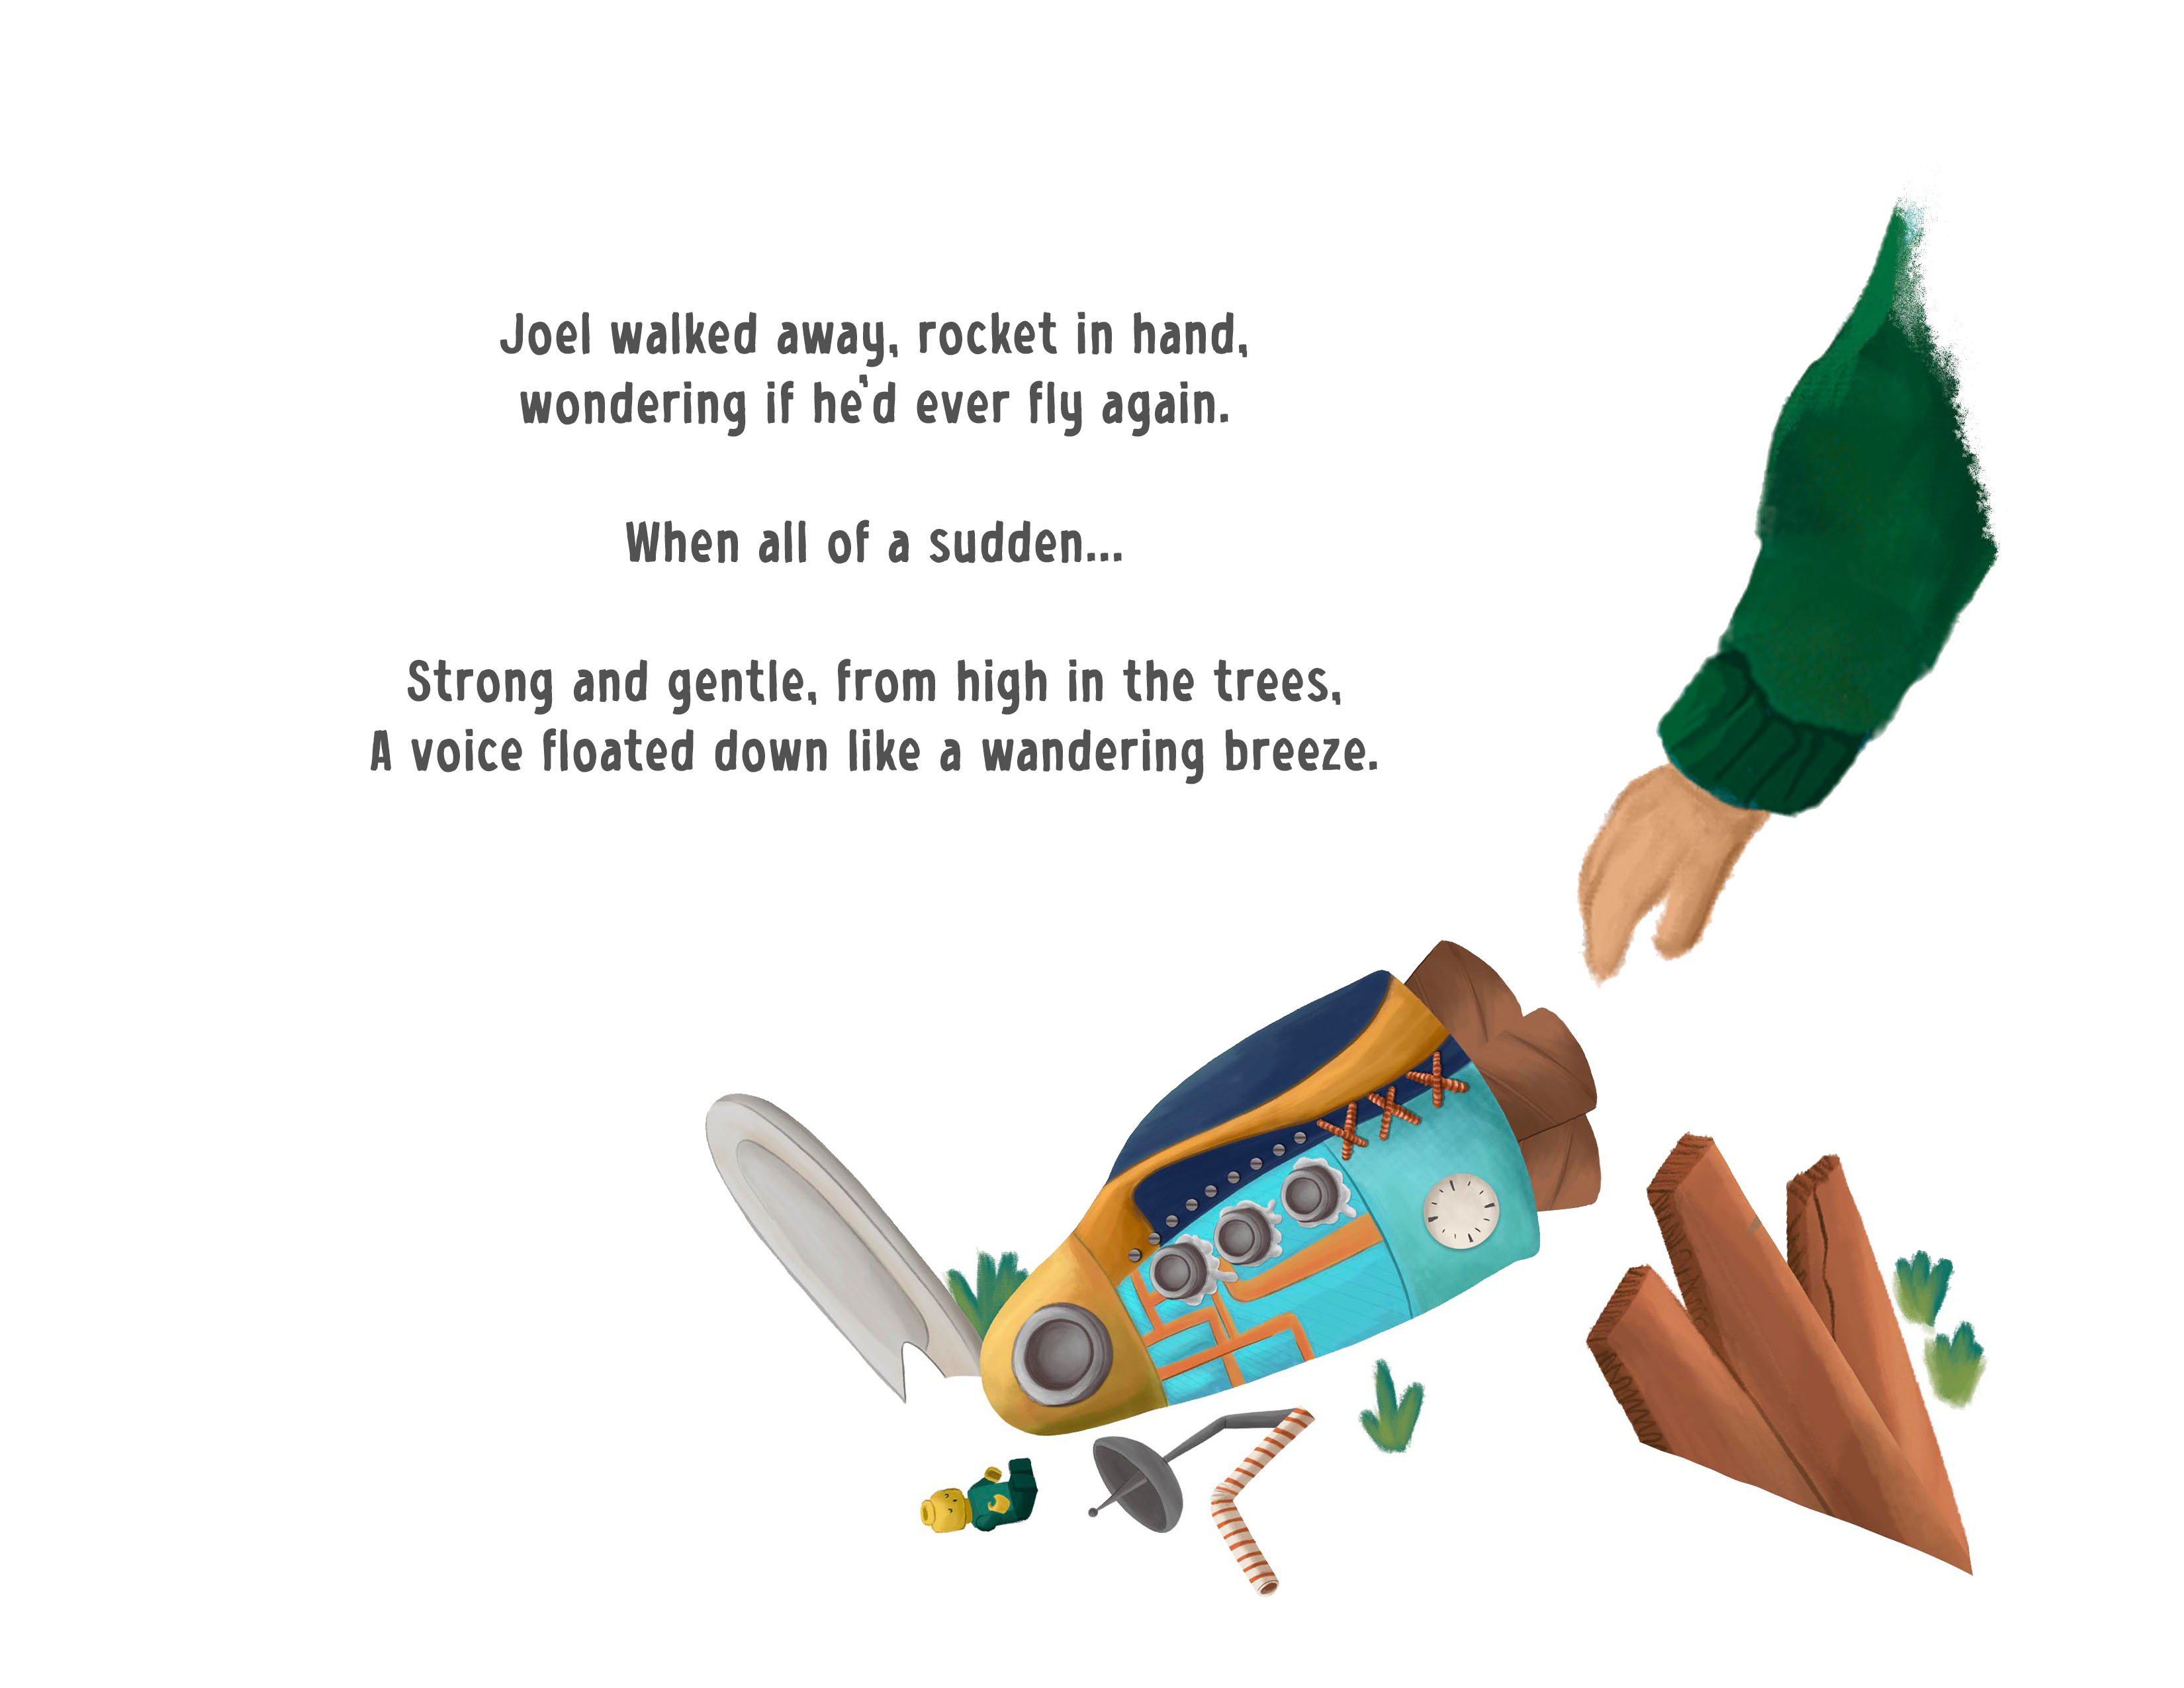 Joel walked away, rocket in hand,
wondering if he'd ever fly again.
When all of a sudden...
Strong and gentle, from high in the trees,
A voice floated down like a wandering breeze.